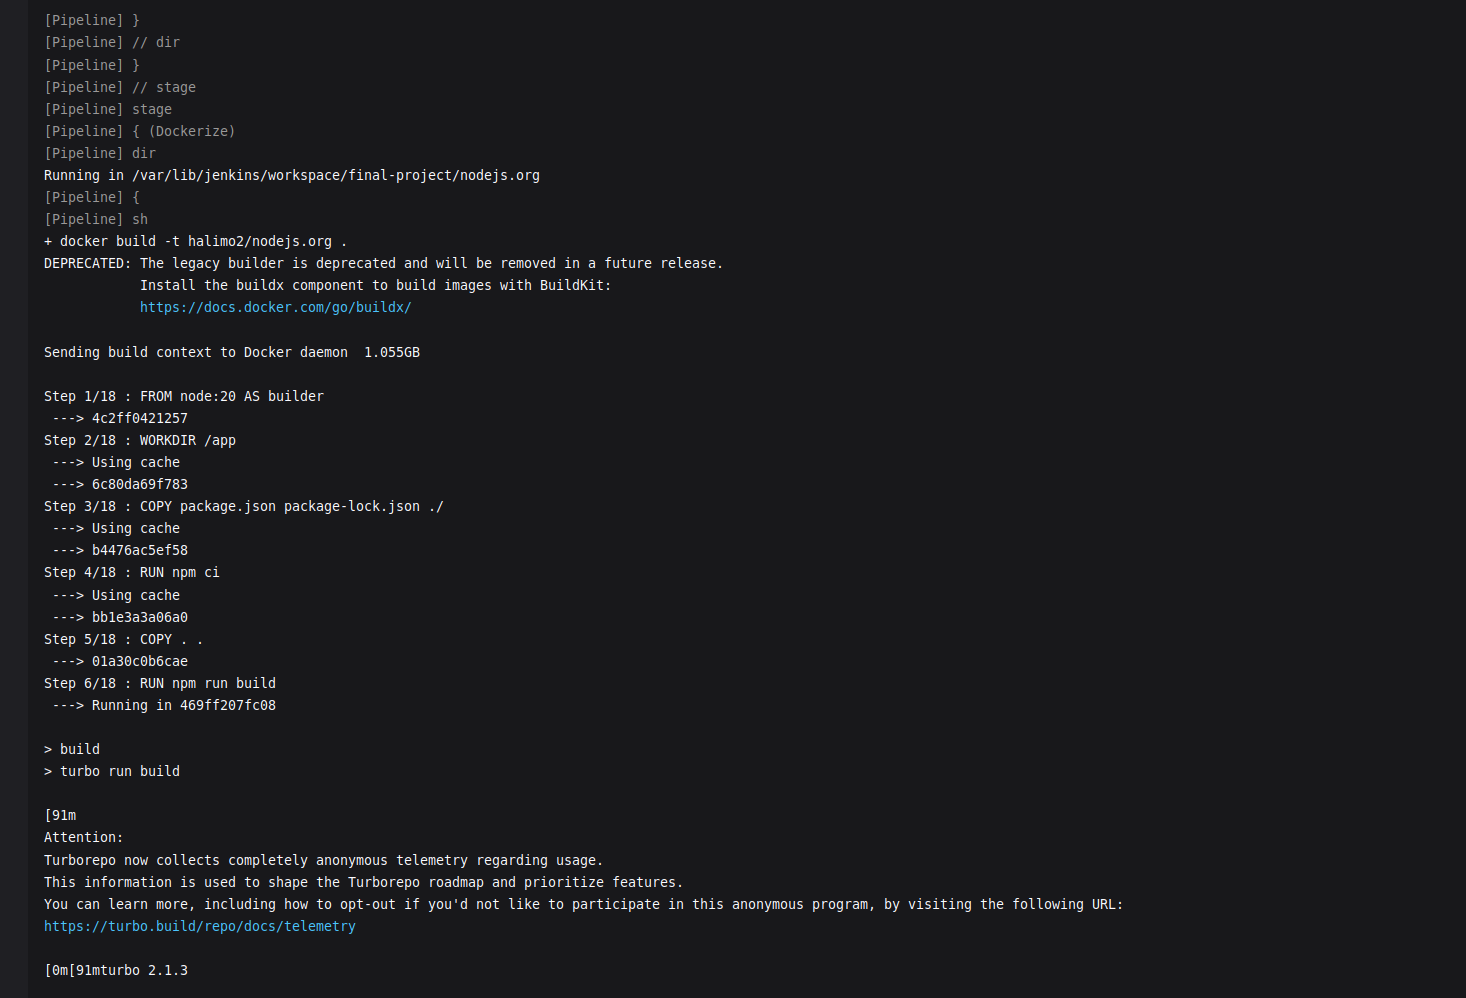 [Pipeline] }
[Pipeline] // dir
[Pipeline] }
[Pipeline] // stage
[Pipeline] stage
[Pipeline] { (Dockerize)
[Pipeline] dir
Running in /var/lib/jenkins/workspace/final-project/nodejs.org
[Pipeline] {
[Pipeline] sh
+ docker build -t halimo2/nodejs.org .
DEPRECATED: The legacy builder is deprecated and will be removed in a future release.
            Install the buildx component to build images with BuildKit:
            https://docs.docker.com/go/buildx/

Sending build context to Docker daemon  1.055GB

Step 1/18 : FROM node:20 AS builder
 ---> 4c2ff0421257
Step 2/18 : WORKDIR /app
 ---> Using cache
 ---> 6c80da69f783
Step 3/18 : COPY package.json package-lock.json ./
 ---> Using cache
 ---> b4476ac5ef58
Step 4/18 : RUN npm ci
 ---> Using cache
 ---> bb1e3a3a06a0
Step 5/18 : COPY . .
 ---> 01a30c0b6cae
Step 6/18 : RUN npm run build
 ---> Running in 469ff207fc08

> build
> turbo run build

[91m
Attention:
Turborepo now collects completely anonymous telemetry regarding usage.
This information is used to shape the Turborepo roadmap and prioritize features.
You can learn more, including how to opt-out if you'd not like to participate in this anonymous program, by visiting the following URL:
https://turbo.build/repo/docs/telemetry

[0m[91mturbo 2.1.3